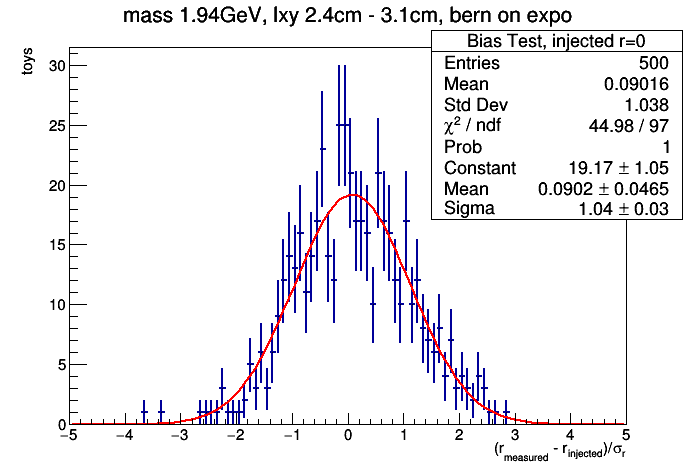 mass 1.94GeV, lxy 2.4cm - 3.1cm, bern on expo
toys
Bias Test, injected r=0
Entries 500
Mean 0.09016
Std Dev 1.038
χ² / ndf 44.98 / 97
Prob 1
Constant 19.17 ± 1.05
Mean 0.0902 ± 0.0465
Sigma 1.04 ± 0.03
30
25
20
15
10
5
0
−5 −4 −3 −2 −1 0 1 2 3 4 5
(r_measured - r_injected)/σ_r